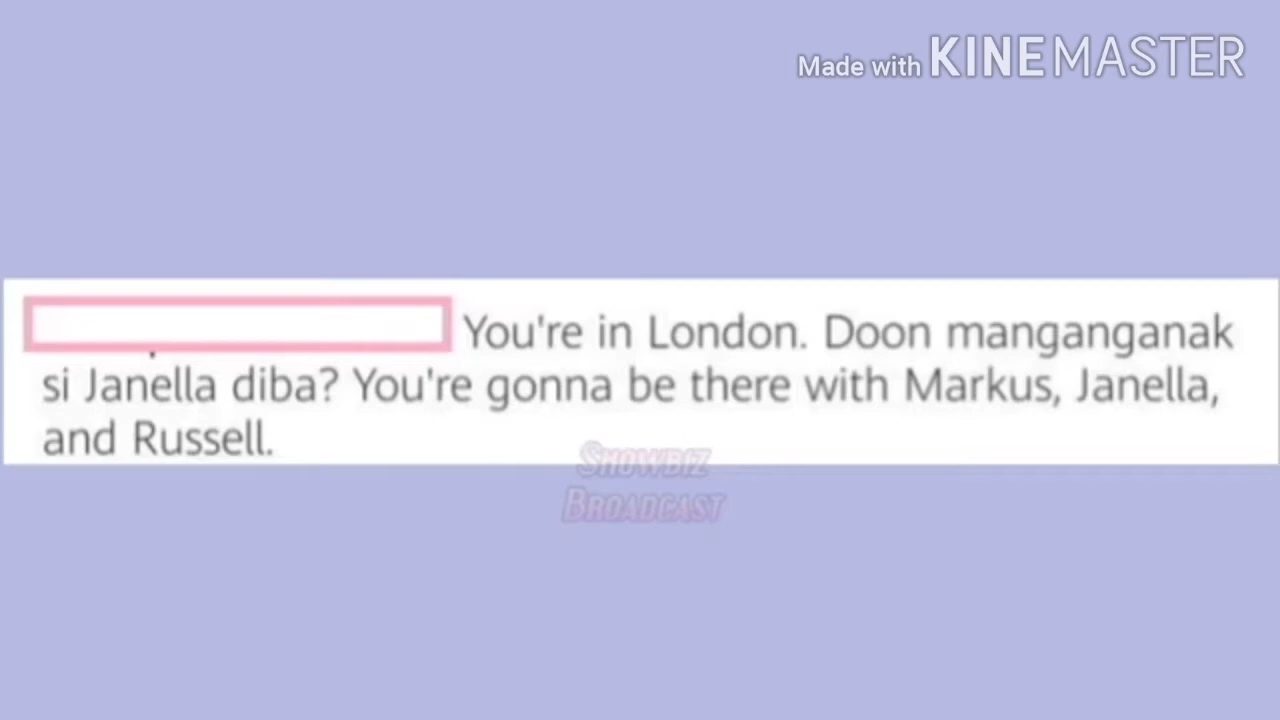 Made with KINEMASTER
You're in London. Doon manganganak
si Janella diba? You're gonna be there with Markus, Janella,
and Russell.
SHOWBIZ
BROADCAST